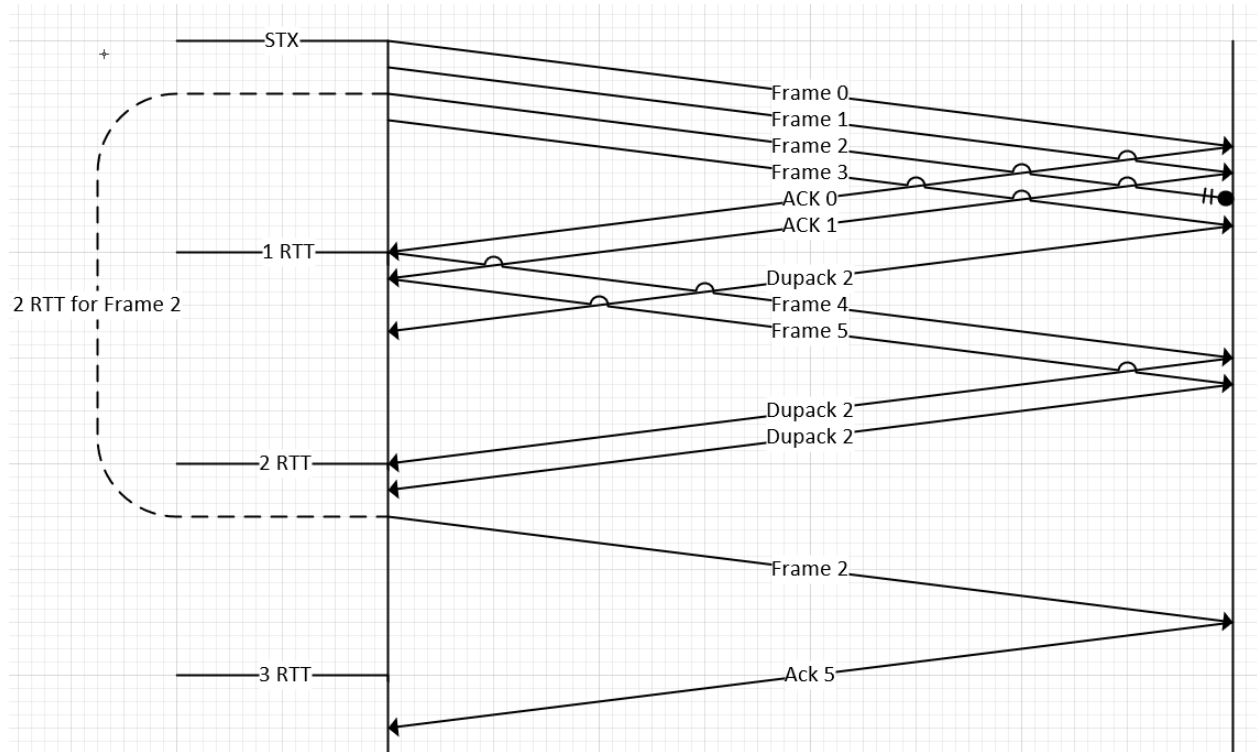 STX
Frame 0
Frame 1
Frame 2
Frame 3
ACK 0
ACK 1
1 RTT
Dupack 2
2 RTT for Frame 2
Frame 4
Frame 5
Dupack 2
Dupack 2
2 RTT
Frame 2
3 RTT
Ack 5